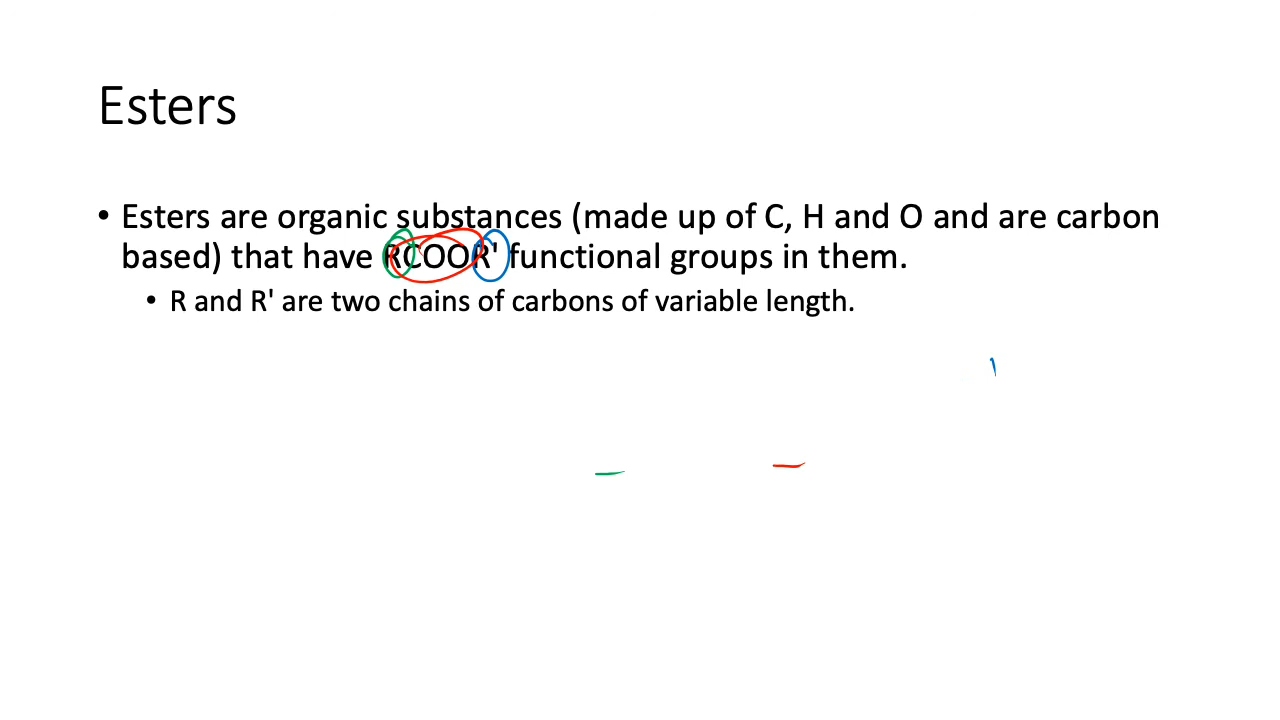 Esters
• Esters are organic substances (made up of C, H and O and are carbon
based) that have RCOOR' functional groups in them.
• R and R' are two chains of carbons of variable length.